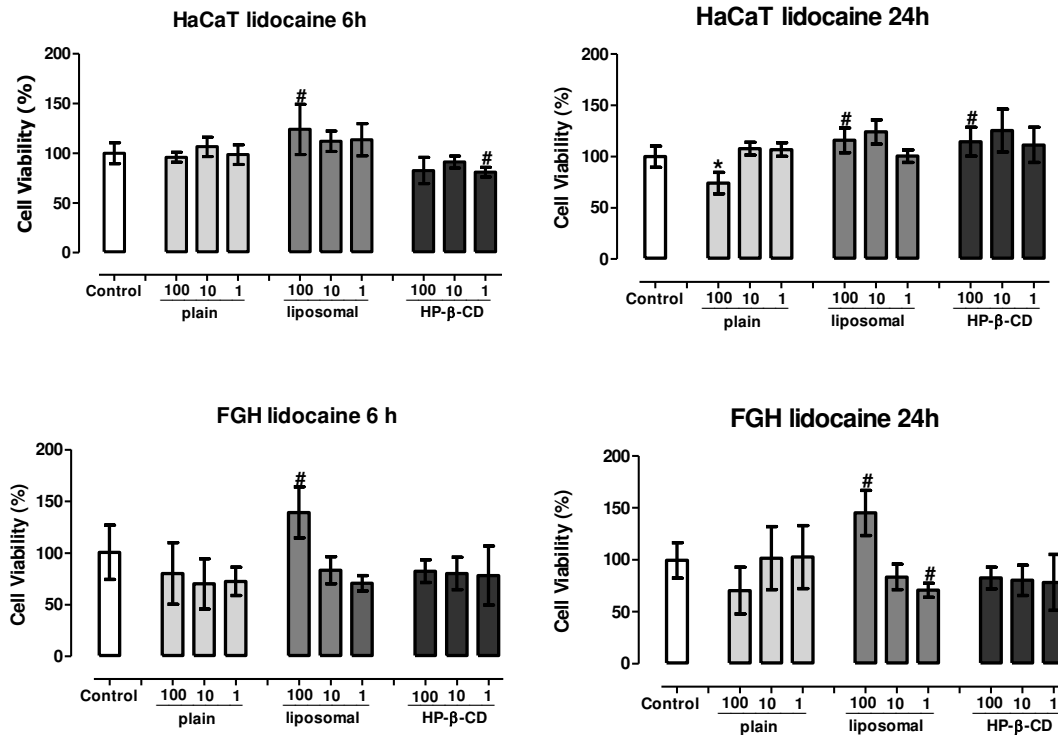 HaCaT lidocaine 6h
200
150
100
50
0
Cell Viability (%)
#
#
Control 100 10 1 100 10 1 100 10 1
plain liposomal HP-β-CD
HaCaT lidocaine 24h
200
150
100
50
0
Cell Viability (%)
*
#
#
Control 100 10 1 100 10 1 100 10 1
plain liposomal HP-β-CD
FGH lidocaine 6 h
200
150
100
50
0
Cell Viability (%)
#
Control 100 10 1 100 10 1 100 10 1
plain liposomal HP-β-CD
FGH lidocaine 24h
200
150
100
50
0
Cell Viability (%)
#
#
Control 100 10 1 100 10 1 100 10 1
plain liposomal HP-β-CD